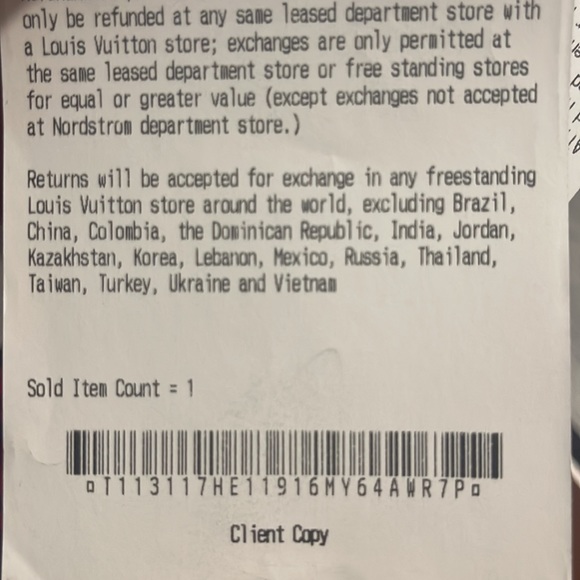 only be refunded at any same leased department store with
a Louis Vuitton store; exchanges are only permitted at
the same leased department store or free standing stores
for equal or greater value (except exchanges not accepted
at Nordstrom department store.)
Returns will be accepted for exchange in any freestanding
Louis Vuitton store around the world, excluding Brazil,
China, Colombia, the Dominican Republic, India, Jordan,
Kazakhstan, Korea, Lebanon, Mexico, Russia, Thailand,
Taiwan, Turkey, Ukraine and Vietnam
Sold Item Count = 1
T113117HE11916MY64AWR7P
Client Copy